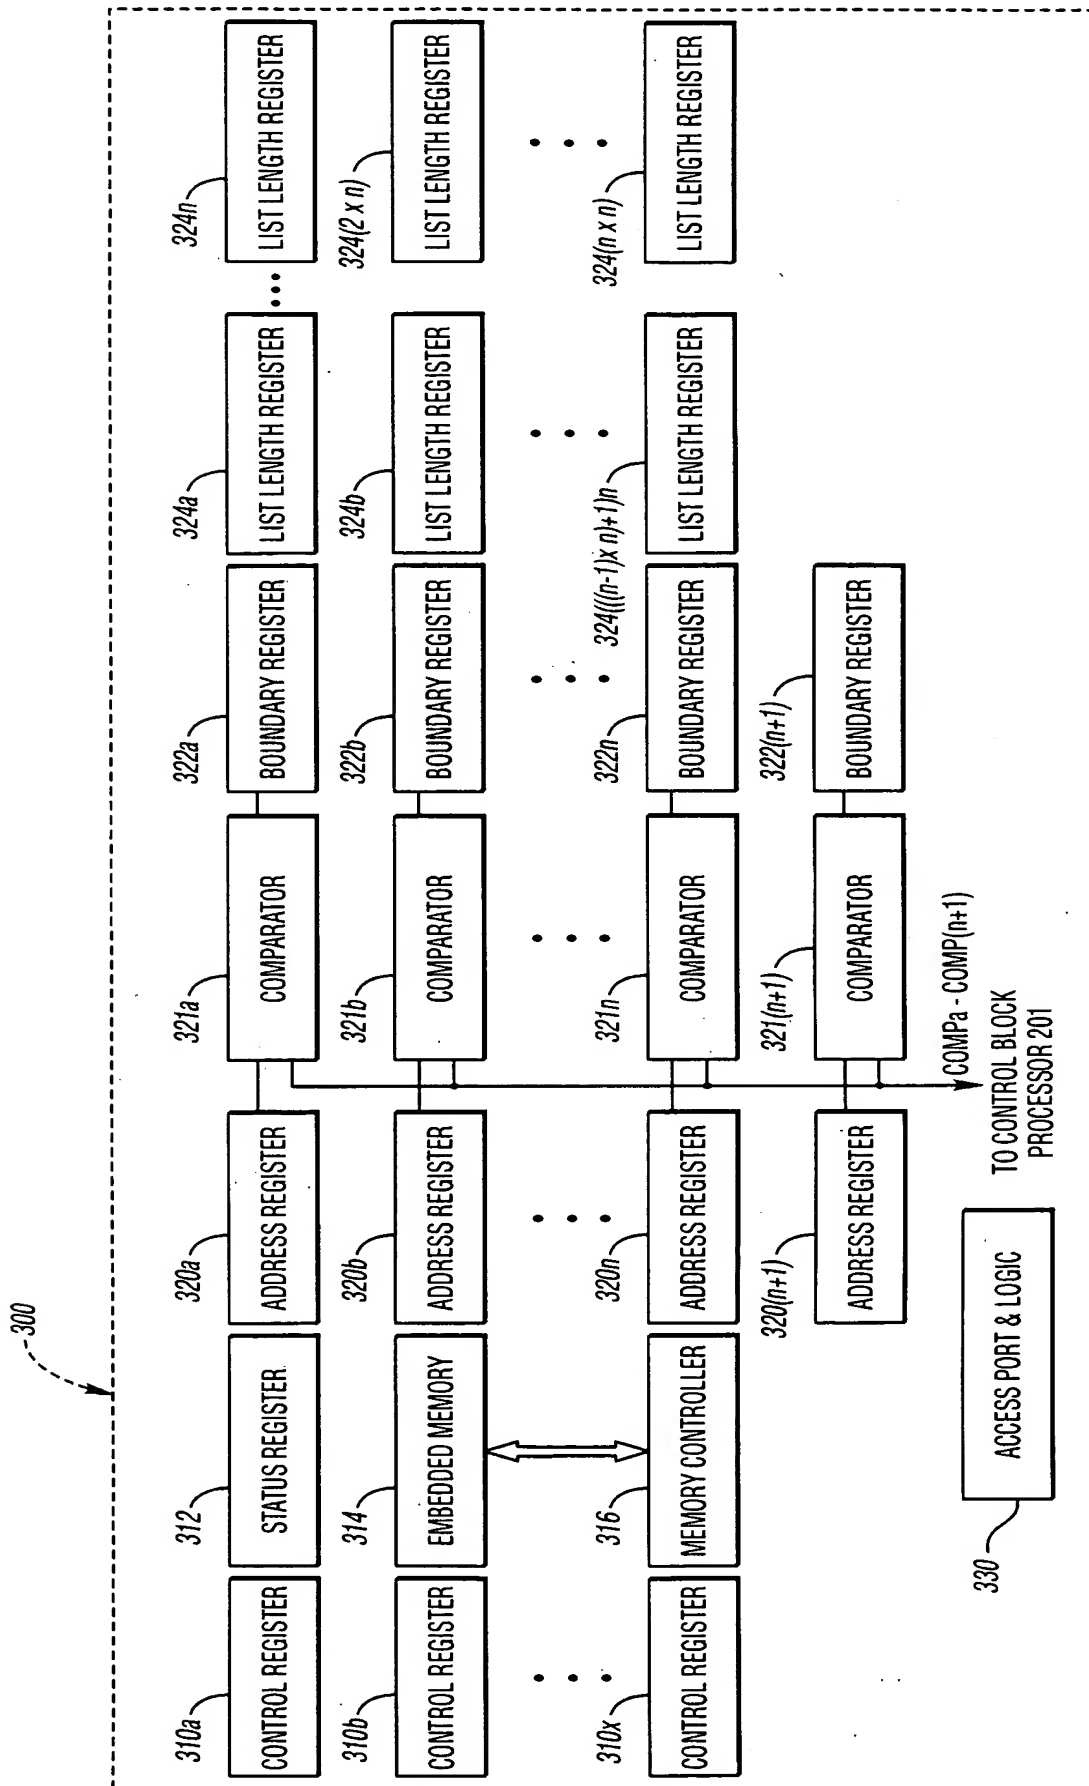 300
310a
CONTROL REGISTER
312
STATUS REGISTER
320a
ADDRESS REGISTER
321a
COMPARATOR
322a
BOUNDARY REGISTER
324a
LIST LENGTH REGISTER
324n
LIST LENGTH REGISTER
310b
CONTROL REGISTER
314
EMBEDDED MEMORY
320b
ADDRESS REGISTER
321b
COMPARATOR
322b
BOUNDARY REGISTER
324b
LIST LENGTH REGISTER
324(2 x n)
LIST LENGTH REGISTER
310x
CONTROL REGISTER
316
MEMORY CONTROLLER
320n
ADDRESS REGISTER
321n
COMPARATOR
322n
BOUNDARY REGISTER
324(((n-1)x n)+1)n
LIST LENGTH REGISTER
324(n x n)
LIST LENGTH REGISTER
320(n+1)
ADDRESS REGISTER
321(n+1)
COMPARATOR
322(n+1)
BOUNDARY REGISTER
COMPa - COMP(n+1)
TO CONTROL BLOCK
PROCESSOR 201
330
ACCESS PORT & LOGIC